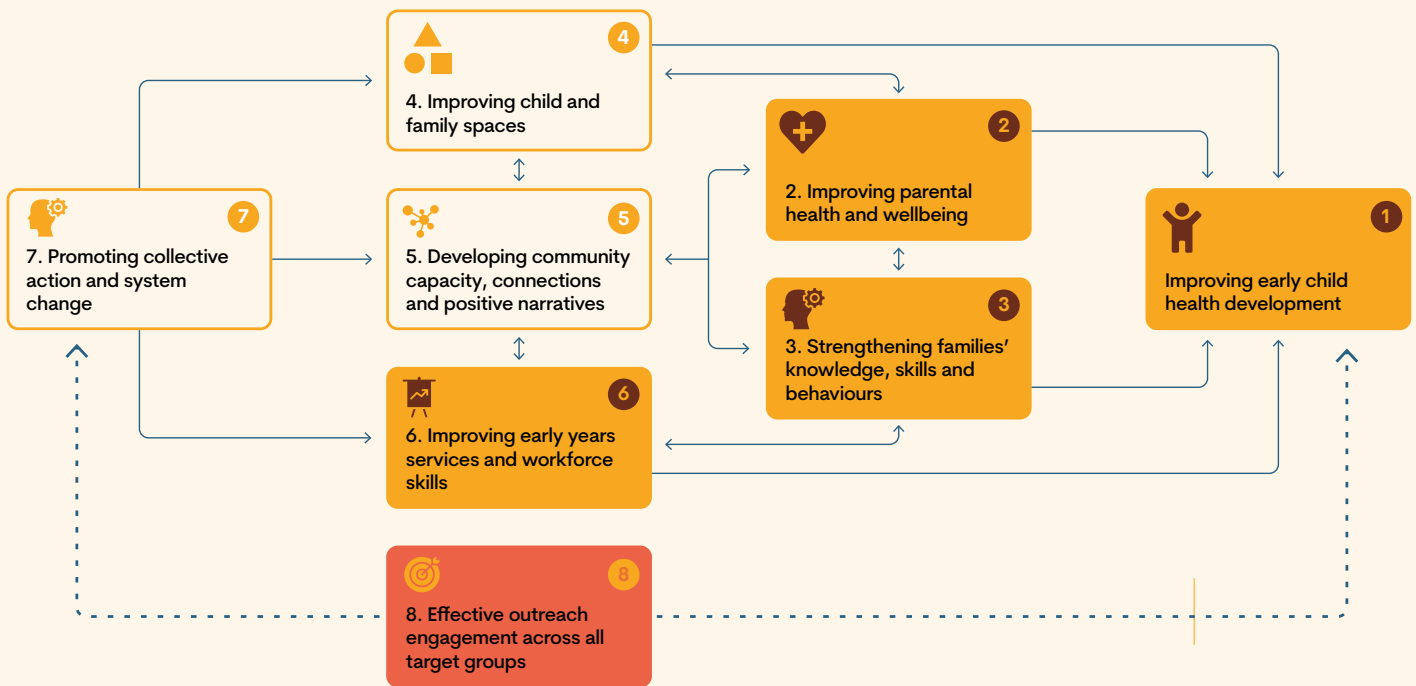 4
4. Improving child and
family spaces
7
7. Promoting collective
action and system
change
5
5. Developing community
capacity, connections
and positive narratives
6
6. Improving early years
services and workforce
skills
2
2. Improving parental
health and wellbeing
3
3. Strengthening families’
knowledge, skills and
behaviours
1
Improving early child
health development
8
8. Effective outreach
engagement across all
target groups